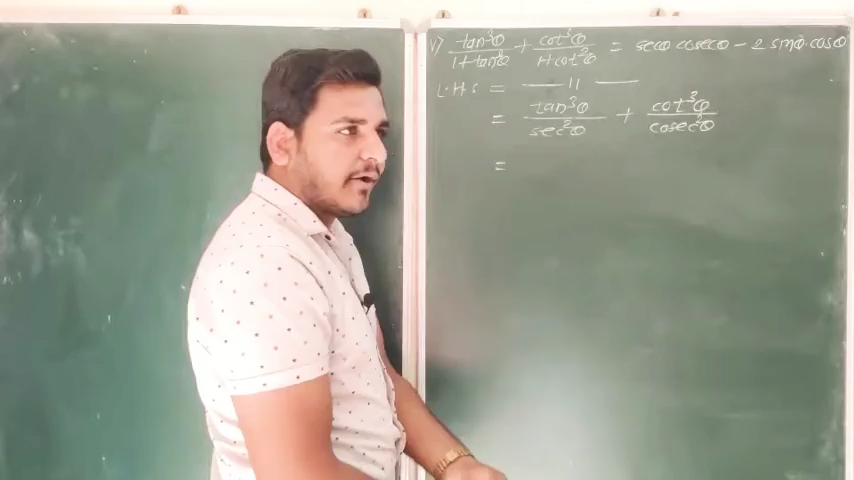 v) tan³θ/1+tan²θ + cot³θ/1+cot²θ = secθ cosecθ - 2 sinθ.cosθ
L.H.S = —— 11 ——
= tan³θ/sec²θ + cot³θ/cosec²θ
=